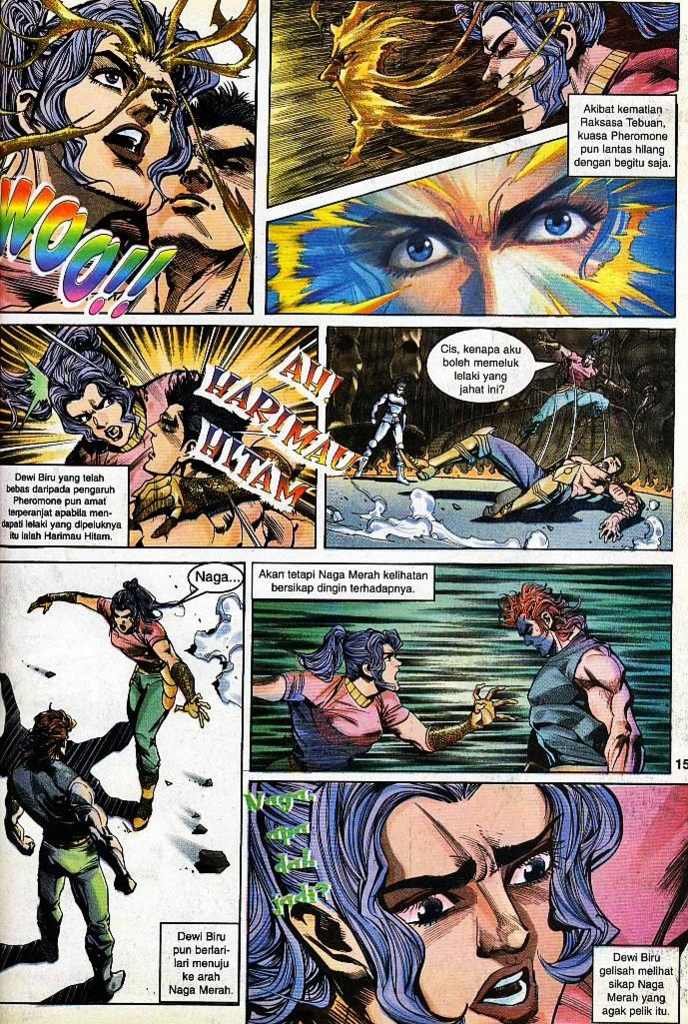 WOO!!
Akibat kematian
Raksasa Tebuan,
kuasa Pheromone
pun lantas hilang
dengan begitu saja.
AH!
HARIMAU
HITAM
Dewi Biru yang telah
bebas daripada pengaruh
Pheromone pun amat
terperanjat apabila men-
dapati lelaki yang dipeluknya
itu ialah Harimau Hitam.
Cis, kenapa aku
boleh memeluk
lelaki yang
jahat ini?
Naga...
Dewi Biru
pun berlari-
lari menuju
ke arah
Naga Merah.
Akan tetapi Naga Merah kelihatan
bersikap dingin terhadapnya.
15
Naga,
apa
dah
jadi?
Dewi Biru
gelisah melihat
sikap Naga
Merah yang
agak pelik itu.